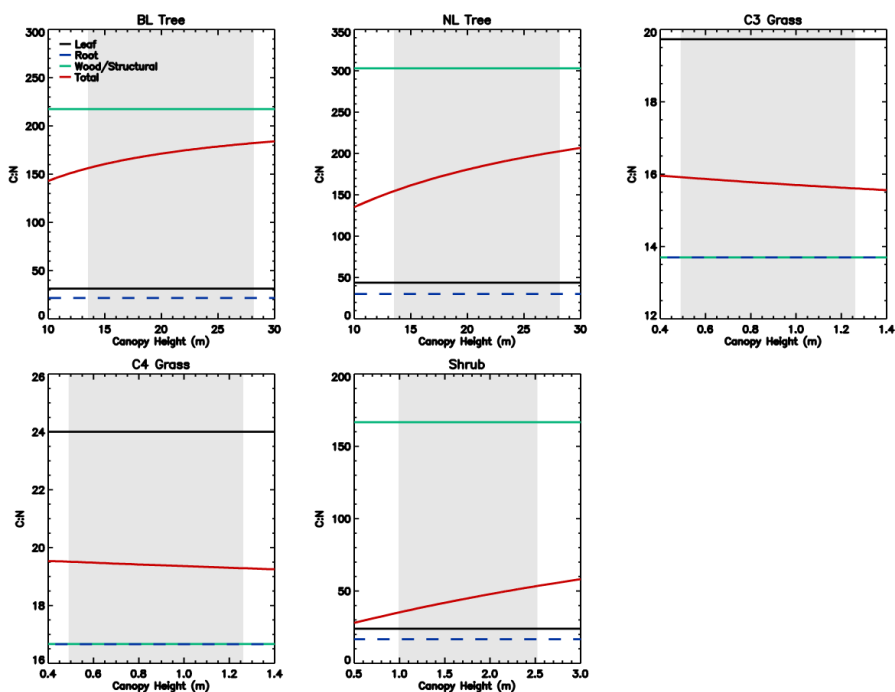 BL Tree
300
250
200
150
100
50
0
C:N
Leaf
Root
Wood/Structural
Total
10 15 20 25 30
Canopy Height (m)
NL Tree
350
300
250
200
150
100
50
0
C:N
10 15 20 25 30
Canopy Height (m)
C3 Grass
20
18
16
14
12
C:N
0.4 0.6 0.8 1.0 1.2 1.4
Canopy Height (m)
C4 Grass
26
24
22
20
18
16
C:N
0.4 0.6 0.8 1.0 1.2 1.4
Canopy Height (m)
Shrub
200
150
100
50
0
C:N
0.5 1.0 1.5 2.0 2.5 3.0
Canopy Height (m)